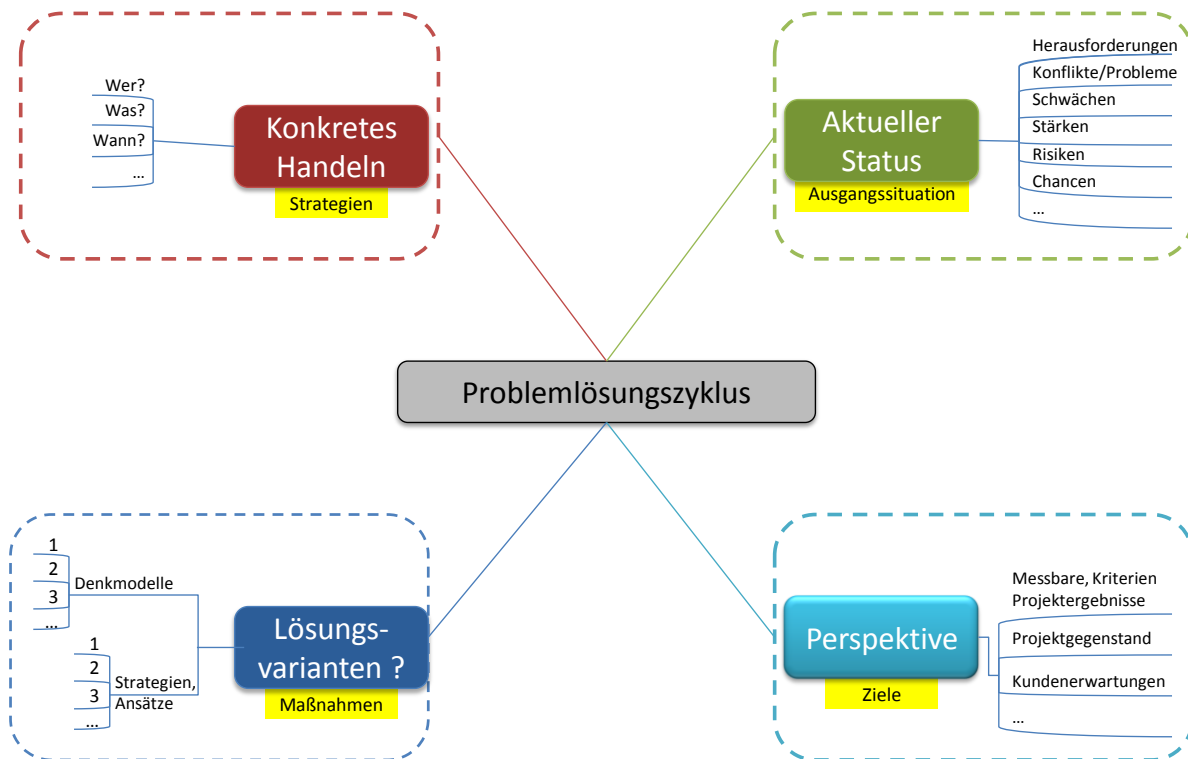 Wer?
Was?
Wann?
...
Konkretes
Handeln
Strategien
Aktueller
Status
Ausgangssituation
Herausforderungen
Konflikte/Probleme
Schwächen
Stärken
Risiken
Chancen
...
Problemlösungszyklus
1
2
3
...
Denkmodelle
1
2
3
...
Strategien,
Ansätze
Lösungs-
varianten ?
Maßnahmen
Perspektive
Ziele
Messbare, Kriterien
Projektergebnisse
Projektgegenstand
Kundenerwartungen
...